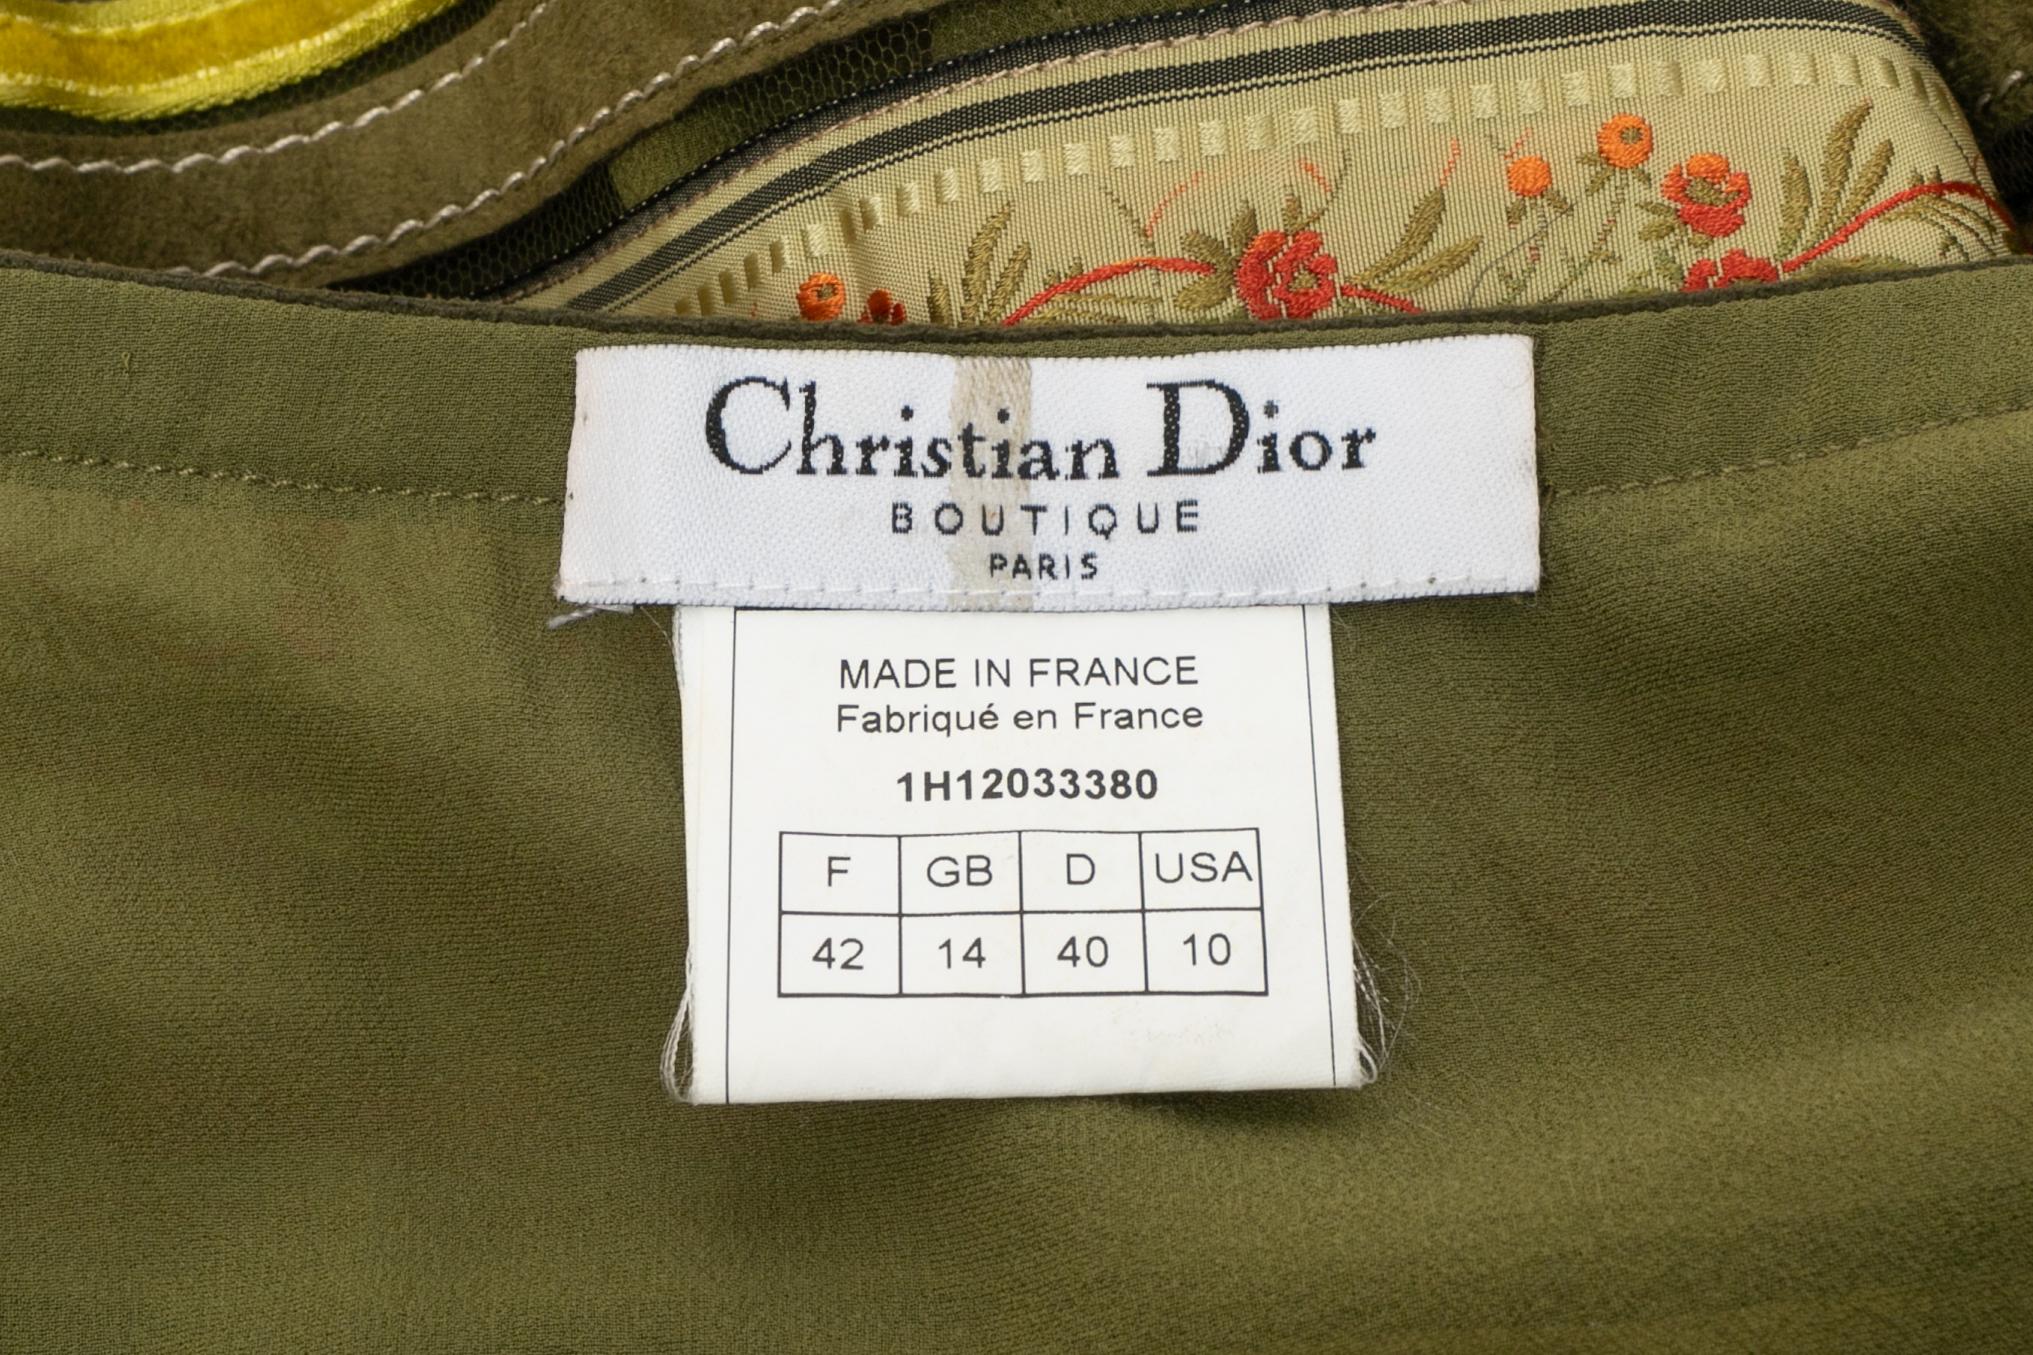 Christian Dior
BOUTIQUE
PARIS
MADE IN FRANCE
Fabriqué en France
1H12033380
F GB D USA
42 14 40 10